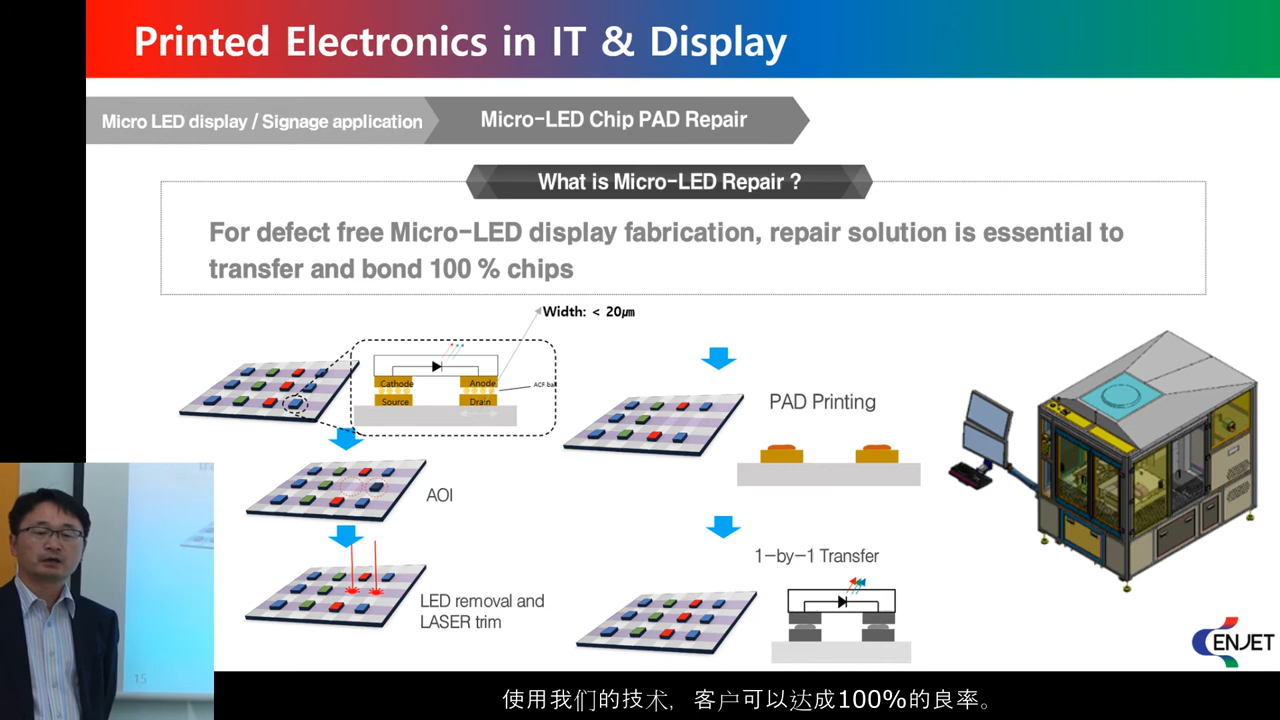 Printed Electronics in IT & Display
Micro LED display / Signage application
Micro-LED Chip PAD Repair
What is Micro-LED Repair ?
For defect free Micro-LED display fabrication, repair solution is essential to
transfer and bond 100 % chips
Width: < 20㎛
Cathode
Anode
ACF bal
Source
Drain
AOI
LED removal and
LASER trim
PAD Printing
1-by-1 Transfer
ENJET
15
使用我们的技术，客户可以达成100%的良率。